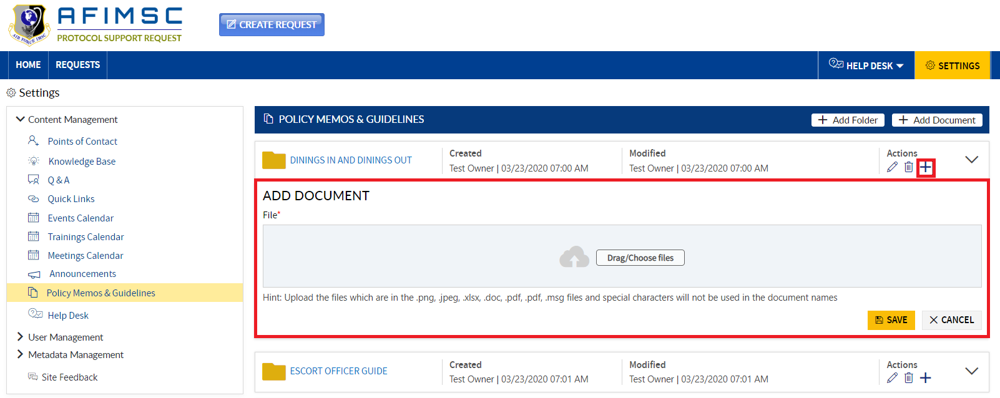 AFIMSC
PROTOCOL SUPPORT REQUEST
AIR FORCE IMSC
CREATE REQUEST
HOME
REQUESTS
HELP DESK
SETTINGS
Settings
Content Management
Points of Contact
Knowledge Base
Q & A
Quick Links
Events Calendar
Trainings Calendar
Meetings Calendar
Announcements
Policy Memos & Guidelines
Help Desk
User Management
Metadata Management
Site Feedback
POLICY MEMOS & GUIDELINES
Add Folder
Add Document
DININGS IN AND DININGS OUT
Created
Test Owner | 03/23/2020 07:00 AM
Modified
Test Owner | 03/23/2020 07:00 AM
Actions
ADD DOCUMENT
File*
Drag/Choose files
Hint: Upload the files which are in the .png, .jpeg, .xlsx, .doc, .pdf, .pdf, .msg files and special characters will not be used in the document names
SAVE
CANCEL
ESCORT OFFICER GUIDE
Created
Test Owner | 03/23/2020 07:01 AM
Modified
Test Owner | 03/23/2020 07:01 AM
Actions